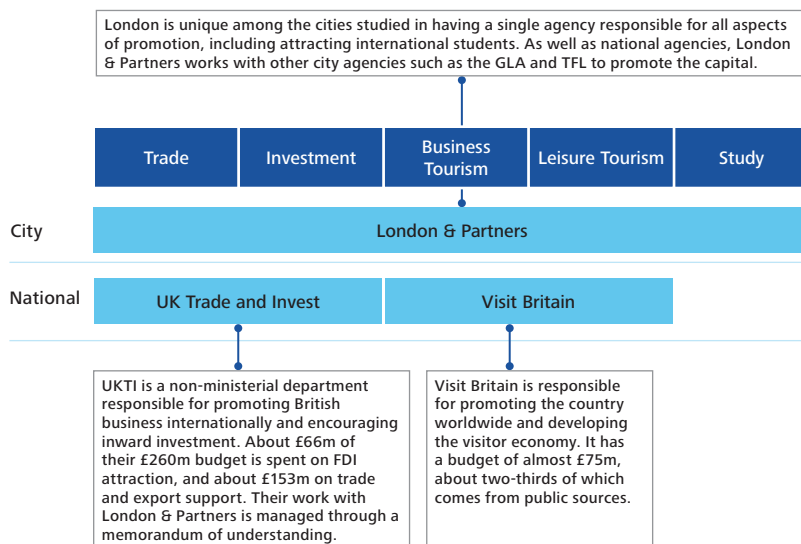 London is unique among the cities studied in having a single agency responsible for all aspects
of promotion, including attracting international students. As well as national agencies, London
& Partners works with other city agencies such as the GLA and TFL to promote the capital.
Trade
Investment
Business
Tourism
Leisure Tourism
Study
City
London & Partners
National
UK Trade and Invest
Visit Britain
UKTI is a non-ministerial department
responsible for promoting British
business internationally and encouraging
inward investment. About £66m of
their £260m budget is spent on FDI
attraction, and about £153m on trade
and export support. Their work with
London & Partners is managed through a
memorandum of understanding.
Visit Britain is responsible
for promoting the country
worldwide and developing
the visitor economy. It has
a budget of almost £75m,
about two-thirds of which
comes from public sources.